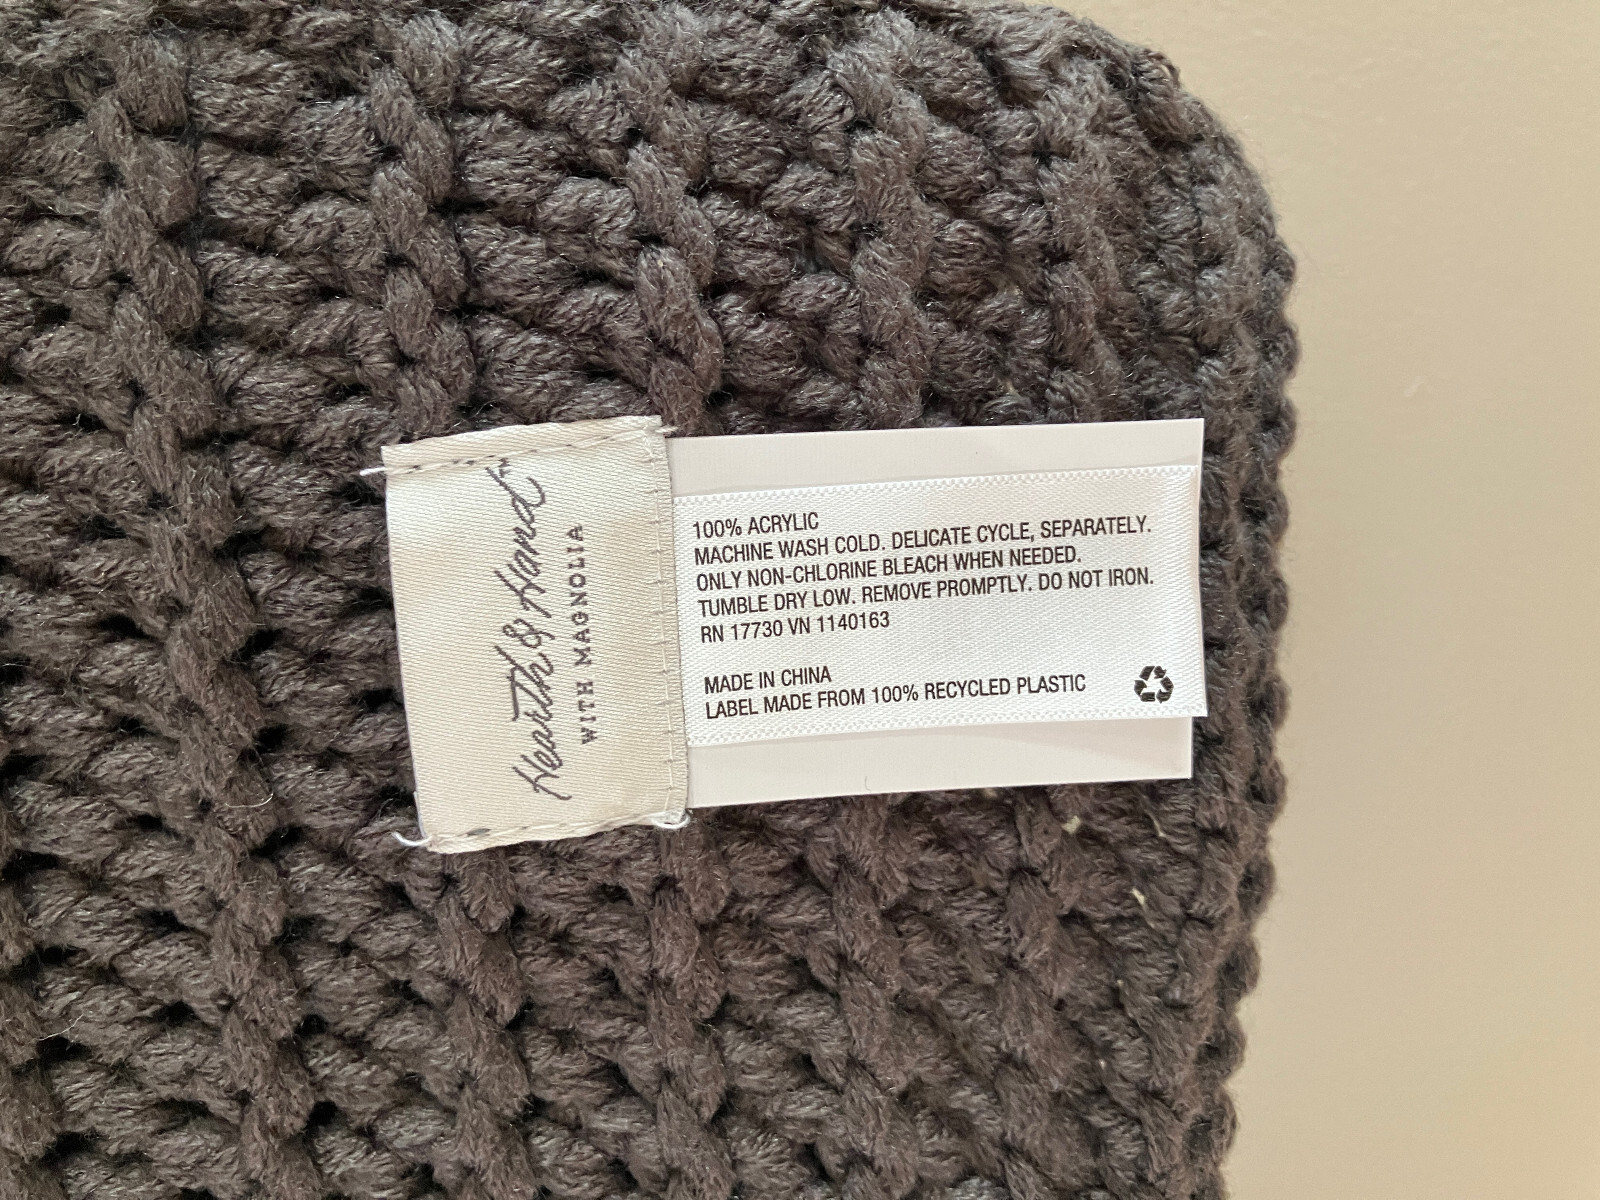 Hearth & Hand™
WITH MAGNOLIA
100% ACRYLIC
MACHINE WASH COLD. DELICATE CYCLE, SEPARATELY.
ONLY NON-CHLORINE BLEACH WHEN NEEDED.
TUMBLE DRY LOW. REMOVE PROMPTLY. DO NOT IRON.
RN 17730 VN 1140163
MADE IN CHINA
LABEL MADE FROM 100% RECYCLED PLASTIC